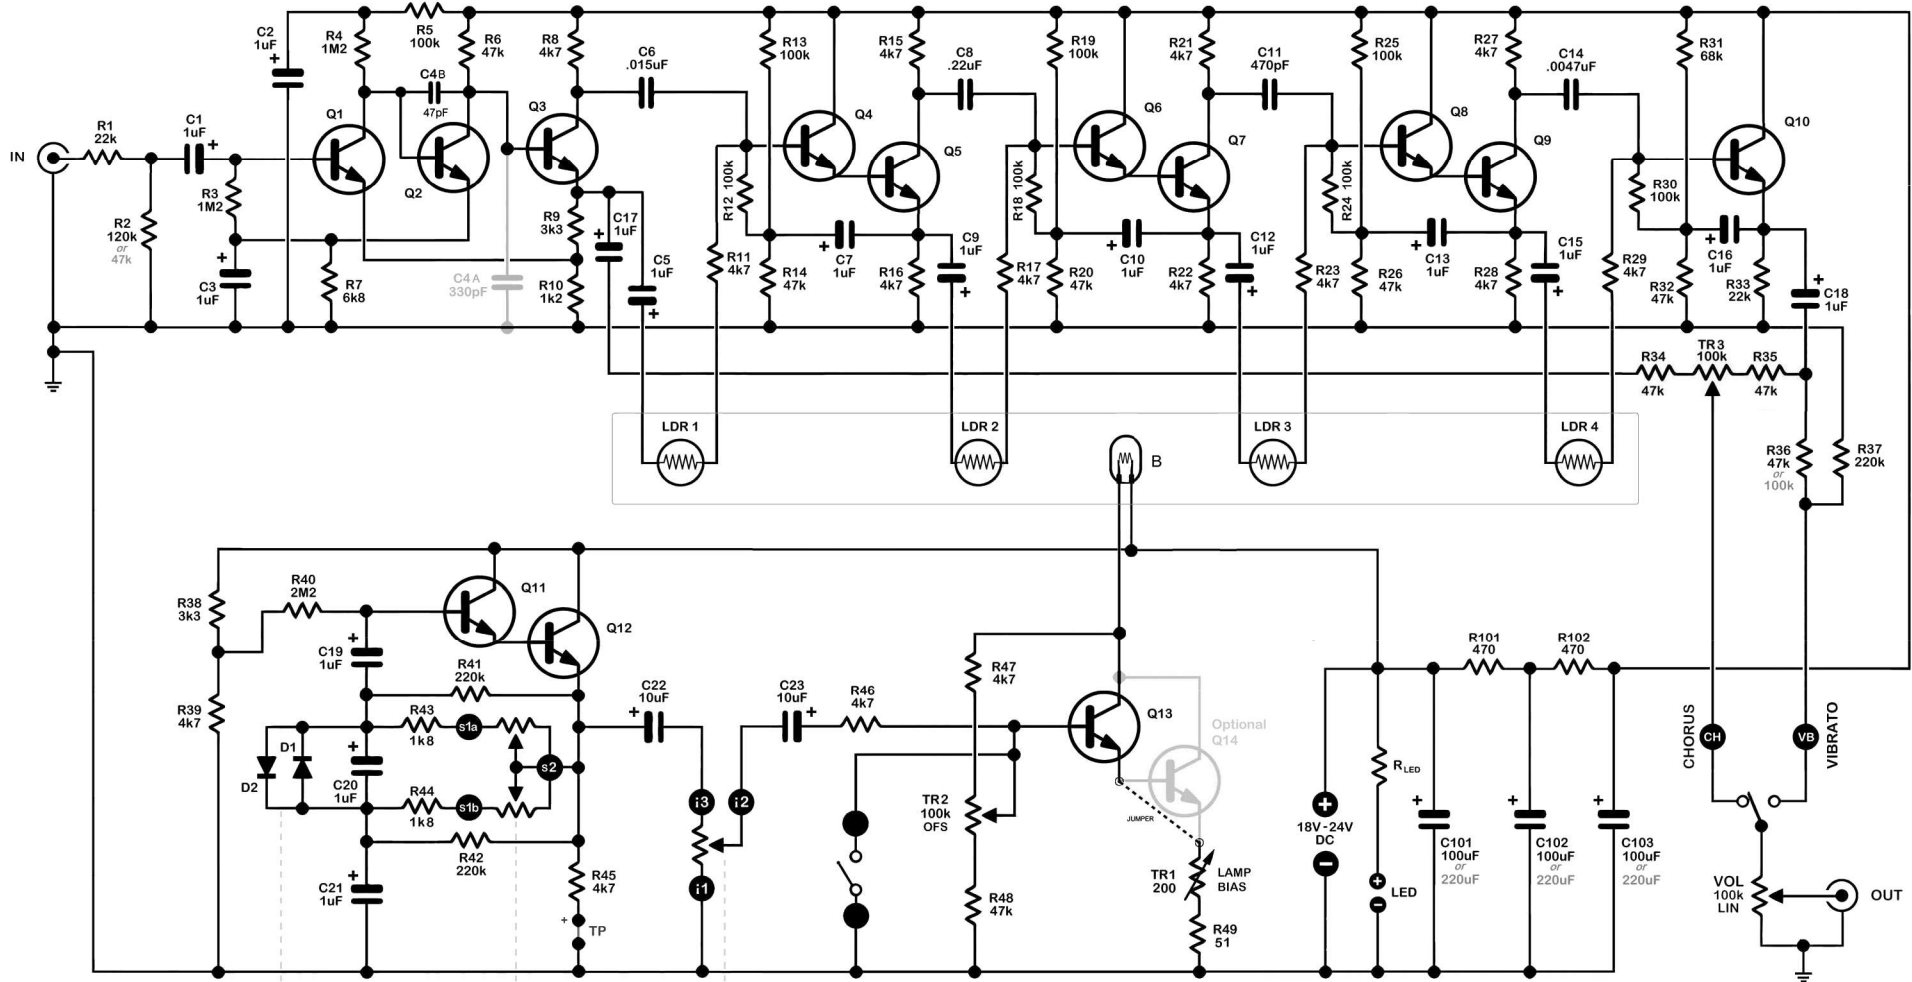 IN
R1
22k
R2
120k
or
47k
C1
1uF
+
R3
1M2
+
C3
1uF
C2
1uF
+
R4
1M2
R5
100k
R6
47k
C4B
47pF
Q1
Q2
R7
6k8
C4A
330pF
R8
4k7
Q3
R9
3k3
R10
1k2
C17
1uF
+
C5
1uF
+
C6
.015uF
R11
4k7
R12 100k
R13
100k
R14
47k
+
C7
1uF
Q4
R15
4k7
Q5
R16
4k7
C8
.22uF
C9
1uF
+
R17
4k7
R18 100k
R19
100k
R20
47k
+
C10
1uF
Q6
R21
4k7
Q7
R22
4k7
C11
470pF
C12
1uF
+
R23
4k7
R24 100k
R25
100k
R26
47k
+
C13
1uF
Q8
R27
4k7
Q9
R28
4k7
C14
.0047uF
C15
1uF
+
R29
4k7
R30
100k
R31
68k
R32
47k
+
C16
1uF
Q10
R33
22k
+
C18
1uF
R34
47k
TR3
100k
R35
47k
R36
47k
or
100k
R37
220k
LDR 1
LDR 2
B
LDR 3
LDR 4
R38
3k3
R39
4k7
R40
2M2
Q11
Q12
+
C19
1uF
R41
220k
R43
1k8
s1a
D1
D2
+
C20
1uF
s2
R44
1k8
s1b
R42
220k
+
C21
1uF
R45
4k7
+
TP
C22
10uF
+
i3
i2
i1
C23
10uF
+
R46
4k7
R47
4k7
TR2
100k
OFS
R48
47k
Q13
Optional
Q14
JUMPER
TR1
200
LAMP
BIAS
R49
51
+
18V-24V
DC
−
RLED
+
LED
−
R101
470
R102
470
+
C101
100uF
or
220uF
+
C102
100uF
or
220uF
+
C103
100uF
or
220uF
CHORUS
CH
VB
VIBRATO
VOL
100k
LIN
OUT